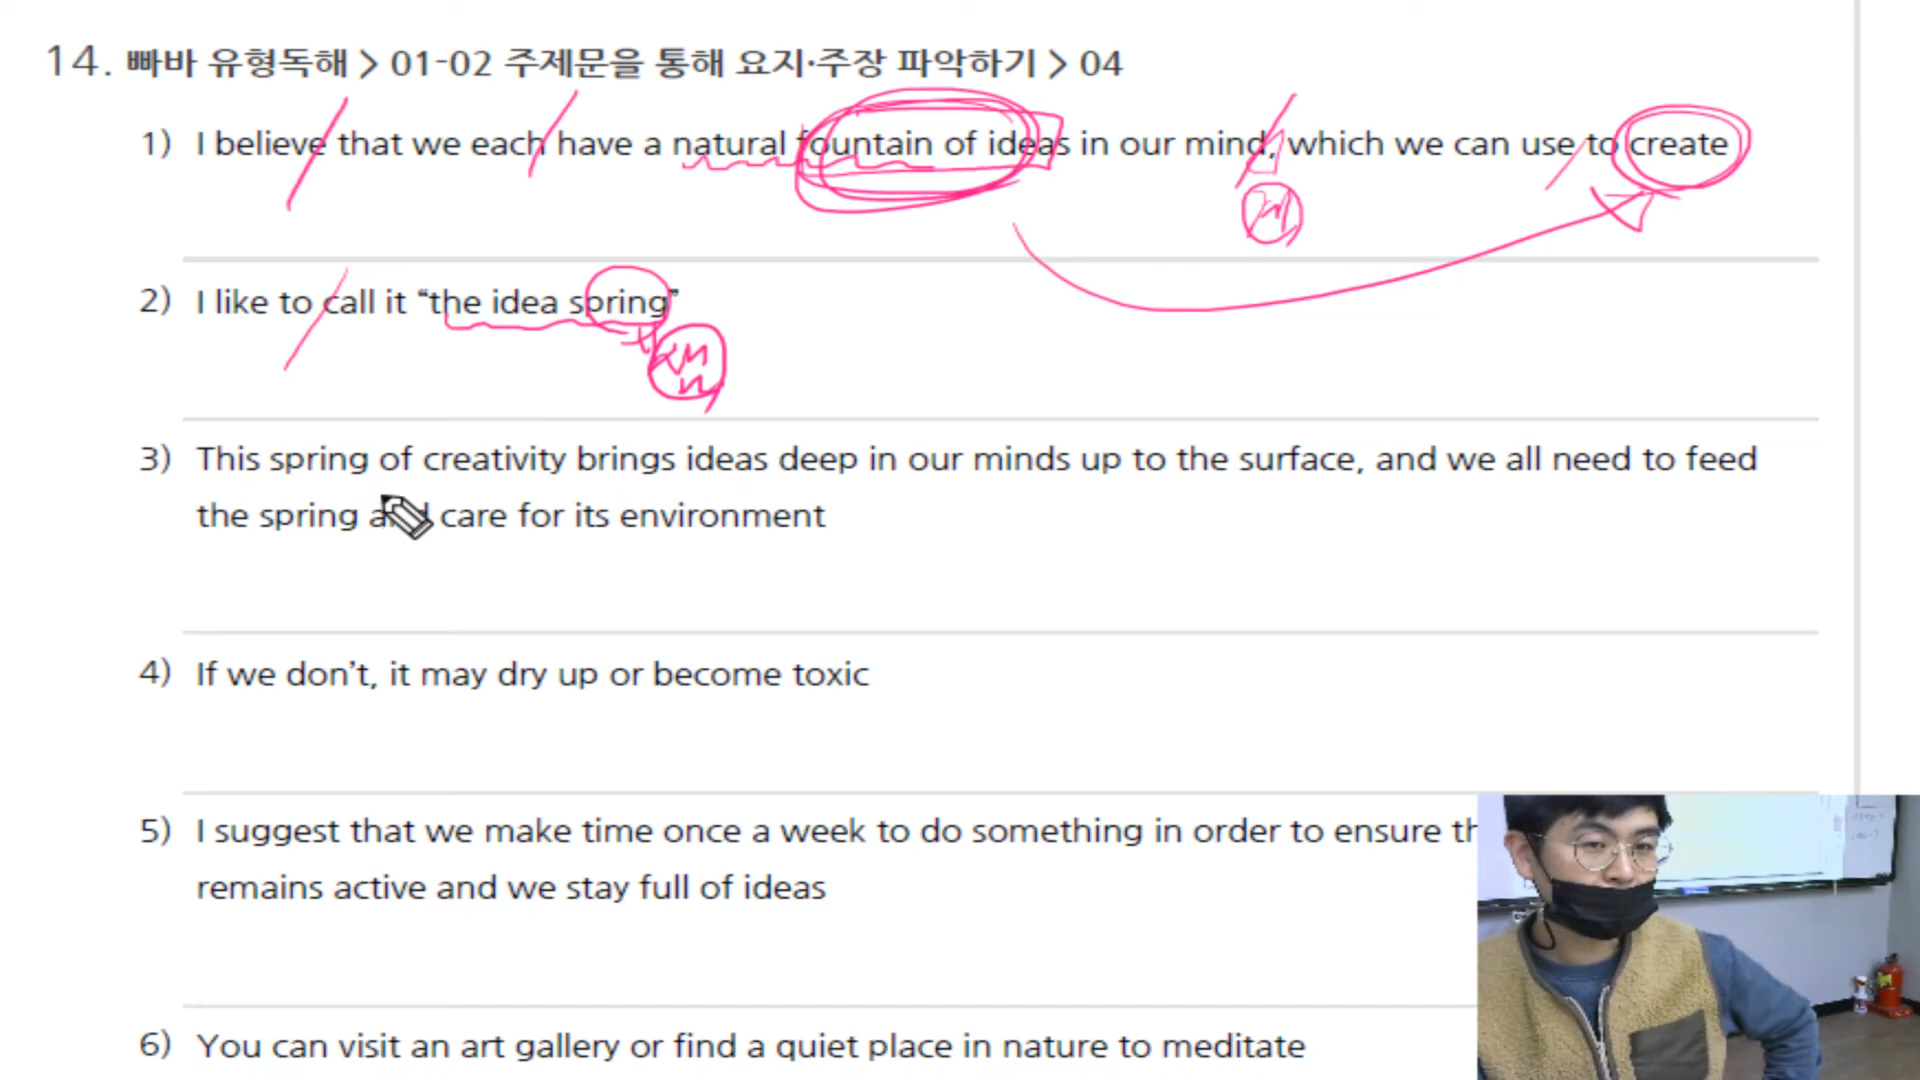 14. 빠바 유형독해 > 01-02 주제문을 통해 요지·주장 파악하기 > 04
1) I believe that we each have a natural fountain of ideas in our mind, which we can use to create
2) I like to call it “the idea spring”
3) This spring of creativity brings ideas deep in our minds up to the surface, and we all need to feed
the spring and care for its environment
4) If we don’t, it may dry up or become toxic
5) I suggest that we make time once a week to do something in order to ensure th
remains active and we stay full of ideas
6) You can visit an art gallery or find a quiet place in nature to meditate